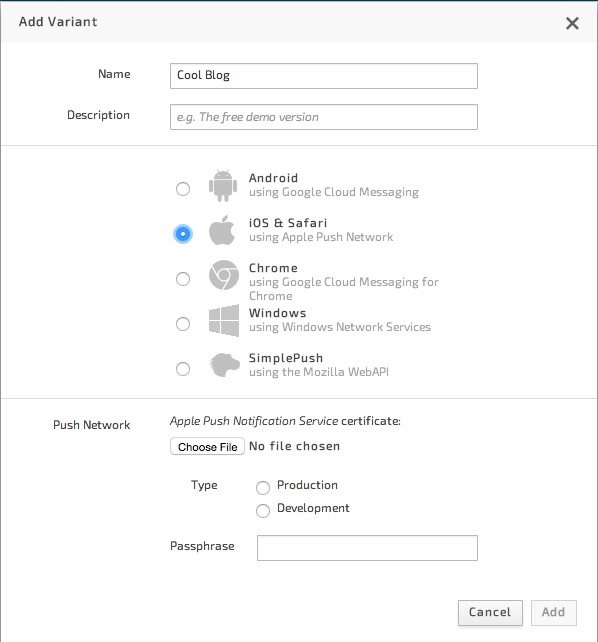 Add Variant
Name
Cool Blog
Description
e.g. The free demo version
Android
using Google Cloud Messaging
iOS & Safari
using Apple Push Network
Chrome
using Google Cloud Messaging for
Chrome
Windows
using Windows Network Services
SimplePush
using the Mozilla WebAPI
Push Network
Apple Push Notification Service certificate:
Choose File No file chosen
Type
Production
Development
Passphrase
Cancel Add